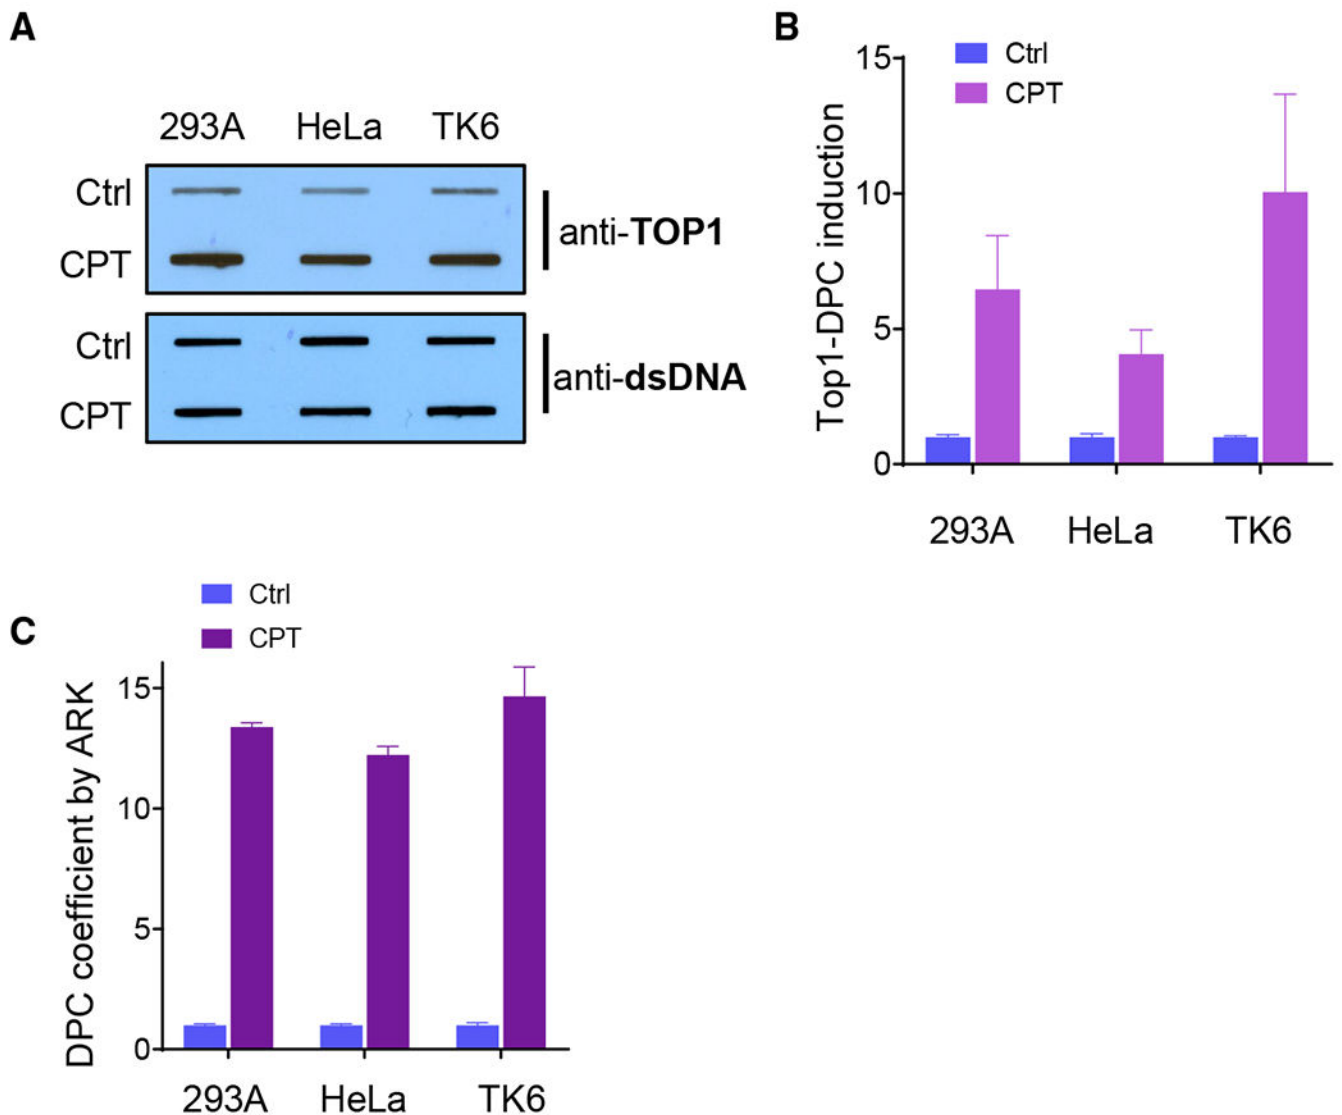 A
293A HeLa TK6
Ctrl
CPT
anti-TOP1
Ctrl
CPT
anti-dsDNA
B
Ctrl
CPT
Top1-DPC induction
15
10
5
0
293A HeLa TK6
C
Ctrl
CPT
DPC coefficient by ARK
15
10
5
0
293A HeLa TK6